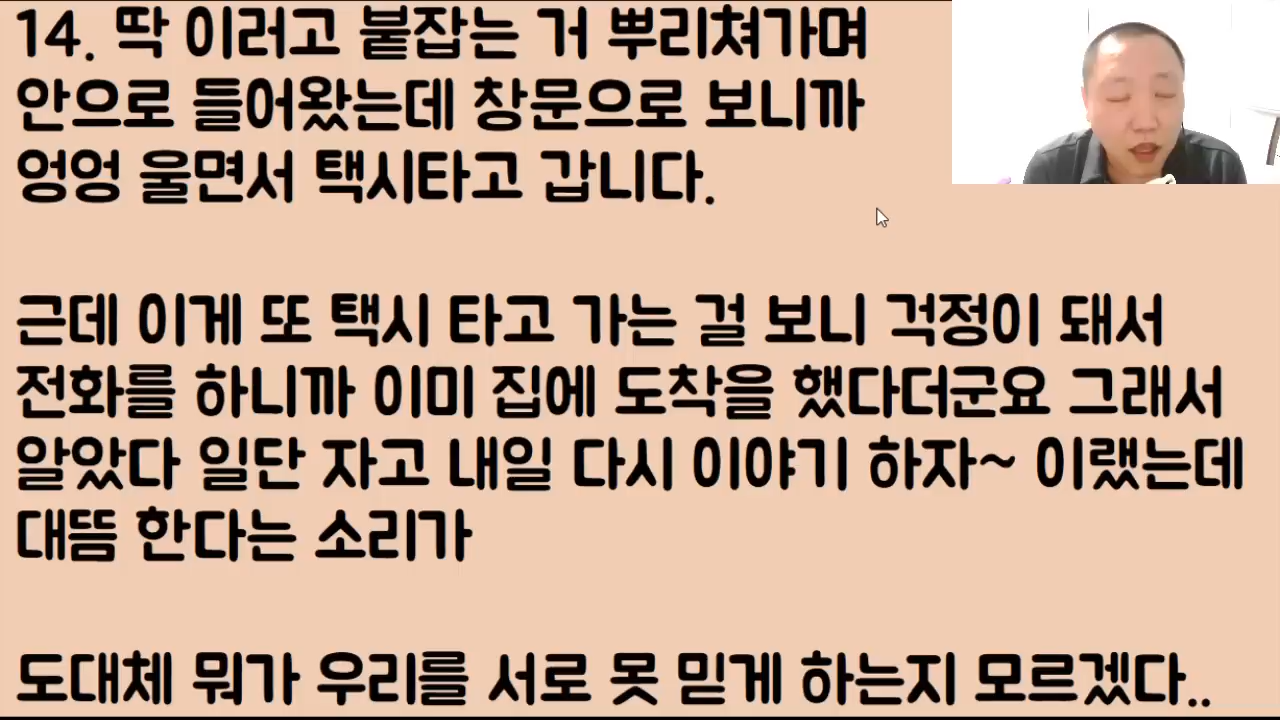 14. 딱 이러고 붙잡는 거 뿌리쳐가며
안으로 들어왔는데 창문으로 보니까
엉엉 울면서 택시타고 갑니다.
근데 이게 또 택시 타고 가는 걸 보니 걱정이 돼서
전화를 하니까 이미 집에 도착을 했다더군요 그래서
알았다 일단 자고 내일 다시 이야기 하자~ 이랬는데
대뜸 한다는 소리가
도대체 뭐가 우리를 서로 못 믿게 하는지 모르겠다..